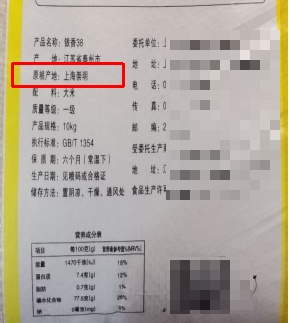 产品名称：银香38
委托
产 地：江苏省泰州市
地 址：
原粮产地：上海崇明
电 话
配 料：大米
传 真
质量等级：一级
产品规格：10kg
邮 编
执行标准：GB/T 1354
受委托生产商
保 质 期：六个月（常温下）
地 址：
生产日期：见喷码或合格证
食品生产许
储存方法：置阴凉、干燥、通风处
营养成分表
项目 每100克(g) 营养素参考值%(NRV%)
能量 1470千焦(kJ) 18%
蛋白质 7.4克(g) 12%
脂肪 0.7克(g) 1%
碳水化合物 77.6克(g) 26%
钠 0毫克(mg) 0%